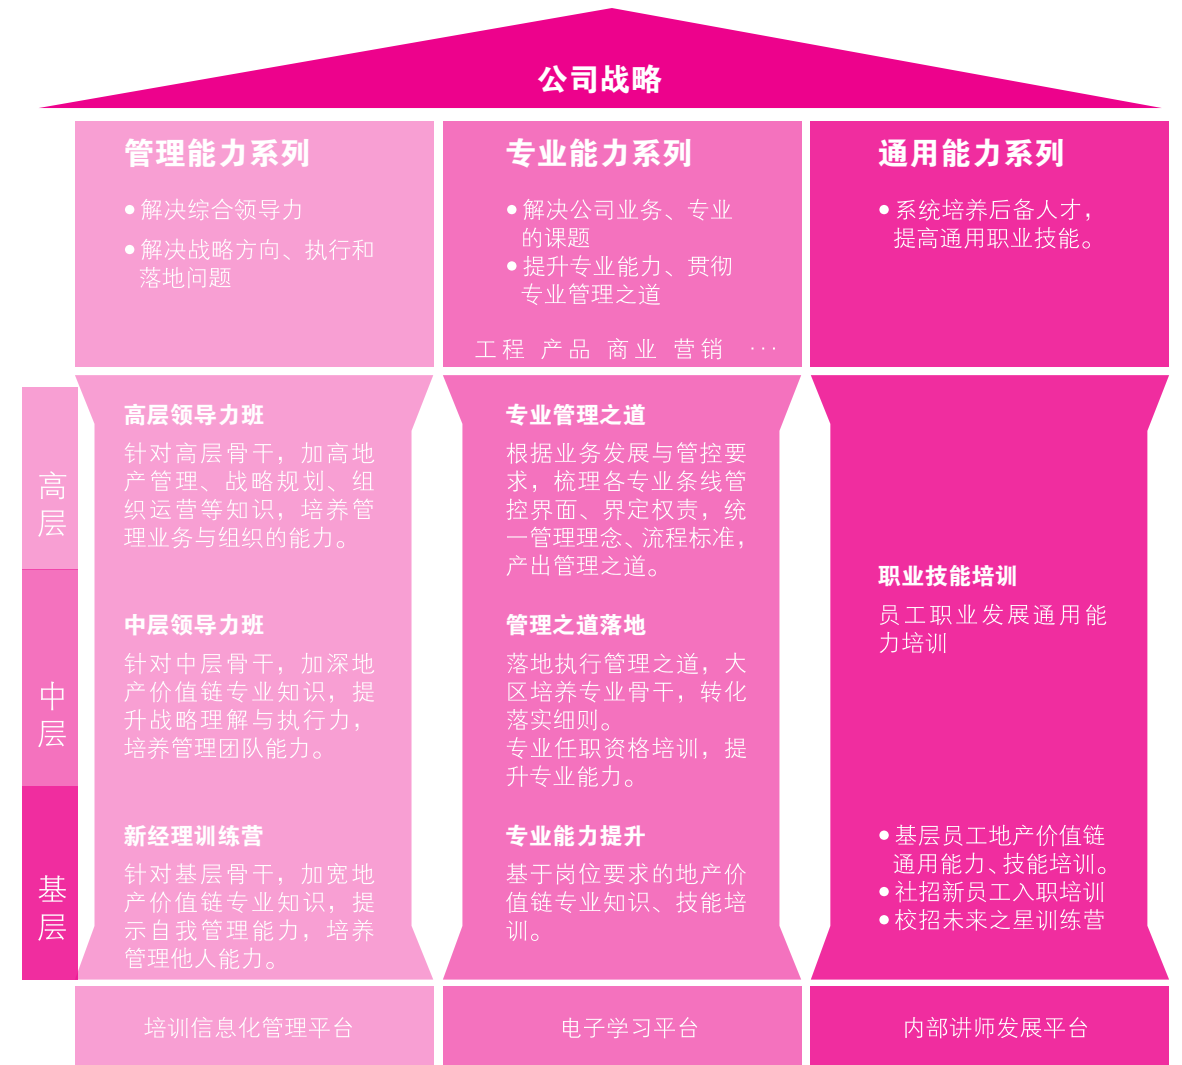 公司战略
管理能力系列
● 解决综合领导力
● 解决战略方向、执行和
落地问题
专业能力系列
● 解决公司业务、专业
的课题
● 提升专业能力、贯彻
专业管理之道
工程 产品 商业 营销 ···
通用能力系列
● 系统培养后备人才，
提高通用职业技能。
高层
中层
基层
高层领导力班
针对高层骨干，加高地
产管理、战略规划、组
织运营等知识，培养管
理业务与组织的能力。
中层领导力班
针对中层骨干，加深地
产价值链专业知识，提
升战略理解与执行力，
培养管理团队能力。
新经理训练营
针对基层骨干，加宽地
产价值链专业知识，提
示自我管理能力，培养
管理他人能力。
专业管理之道
根据业务发展与管控要
求，梳理各专业条线管
控界面、界定权责，统
一管理理念、流程标准，
产出管理之道。
管理之道落地
落地执行管理之道，大
区培养专业骨干，转化
落实细则。
专业任职资格培训，提
升专业能力。
专业能力提升
基于岗位要求的地产价
值链专业知识、技能培
训。
职业技能培训
员工职业发展通用能
力培训
● 基层员工地产价值链
通用能力、技能培训。
● 社招新员工入职培训
● 校招未来之星训练营
培训信息化管理平台
电子学习平台
内部讲师发展平台